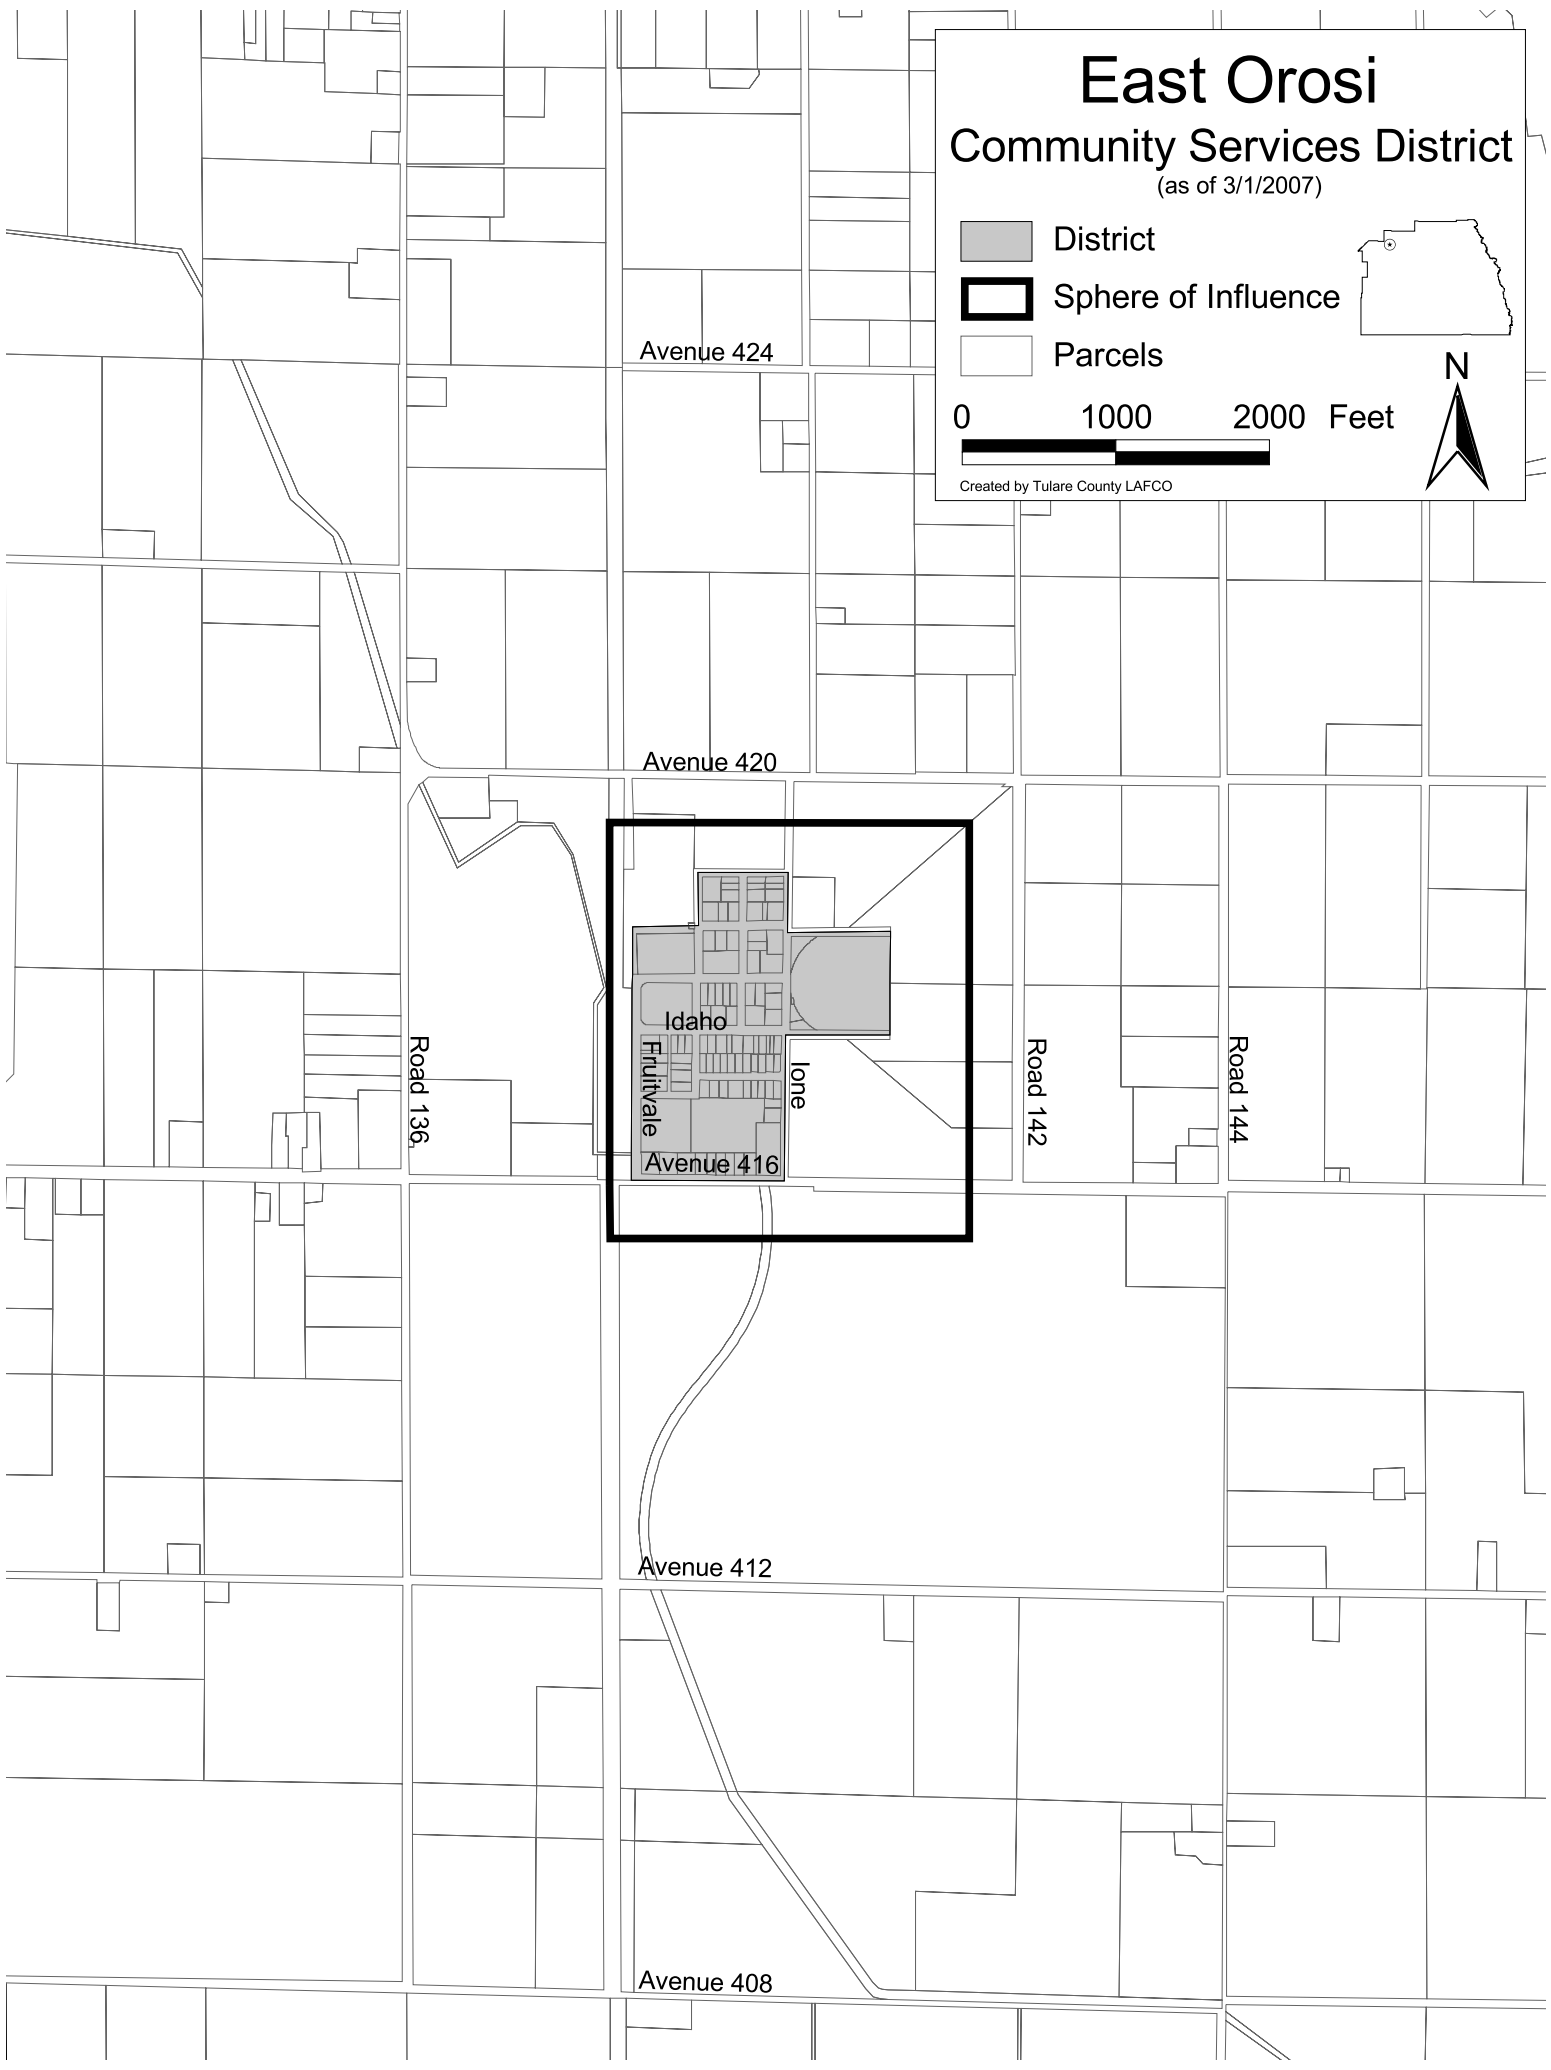 East Orosi
Community Services District
(as of 3/1/2007)
District
Sphere of Influence
Parcels
N
0 1000 2000 Feet
Created by Tulare County LAFCO
Avenue 424
Avenue 420
Idaho
Fruitvale
Ione
Road 136
Road 142
Road 144
Avenue 416
Avenue 412
Avenue 408